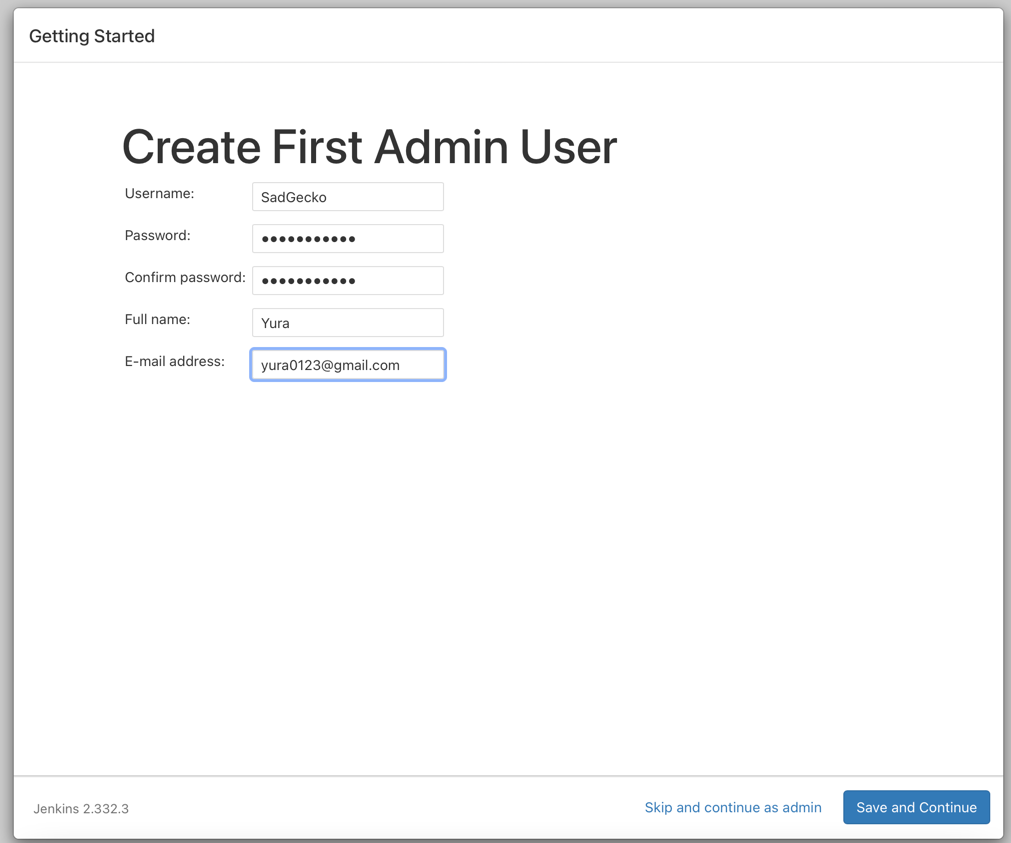 Getting Started
Create First Admin User
Username: SadGecko
Password: •••••••••••
Confirm password: •••••••••••
Full name: Yura
E-mail address: yura0123@gmail.com
Jenkins 2.332.3 Skip and continue as admin Save and Continue